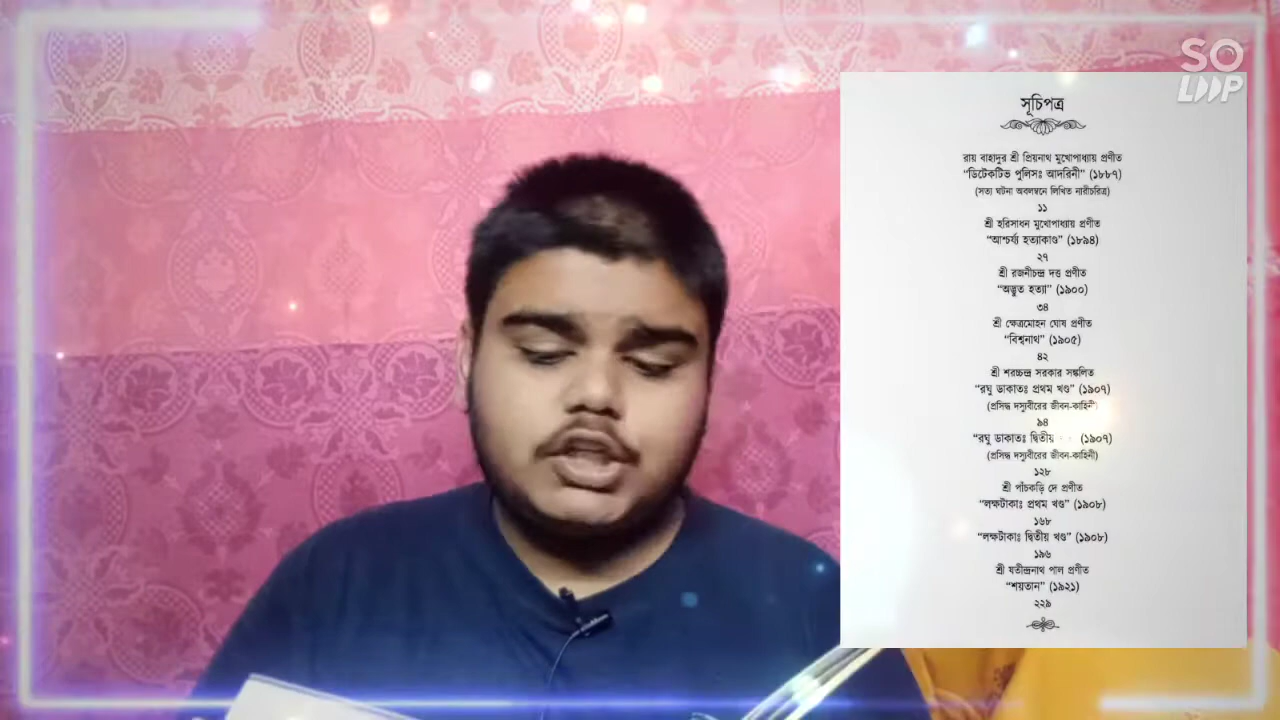 SO
LOOP
সূচিপত্র
রায় বাহাদুর শ্রী প্রিয়নাথ মুখোপাধ্যায় প্রণীত
“ডিটেকটিভ পুলিসঃ আদরিনী” (১৮৮৭)
(সত্য ঘটনা অবলম্বনে লিখিত নারীচরিত্র)
১১
শ্রী হরিসাধন মুখোপাধ্যায় প্রণীত
“আশ্চর্য্য হত্যাকাণ্ড” (১৮৯৪)
২৭
শ্রী রজনীচন্দ্র দত্ত প্রণীত
“অদ্ভুত হত্যা” (১৯০০)
৩৪
শ্রী ক্ষেত্রমোহন ঘোষ প্রণীত
“বিশ্বনাথ” (১৯০৫)
৪২
শ্রী শরচ্চন্দ্র সরকার সঙ্কলিত
“রঘু ডাকাতঃ প্রথম খণ্ড” (১৯০৭)
(প্রসিদ্ধ দস্যুবীরের জীবন-কাহিনী)
৯৪
“রঘু ডাকাতঃ দ্বিতীয় (১৯০৭)
(প্রসিদ্ধ দস্যুবীরের জীবন-কাহিনী)
১২৮
শ্রী পাঁচকড়ি দে প্রণীত
“লক্ষটাকাঃ প্রথম খণ্ড” (১৯০৮)
১৬৮
“লক্ষটাকাঃ দ্বিতীয় খণ্ড” (১৯০৮)
১৯৬
শ্রী যতীন্দ্রনাথ পাল প্রণীত
“শয়তান” (১৯২১)
২২৯